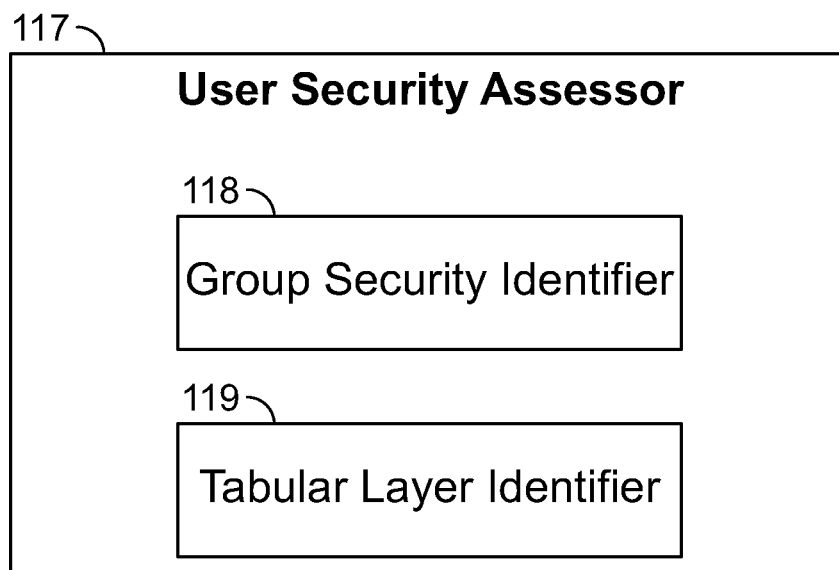 117
User Security Assessor
118
Group Security Identifier
119
Tabular Layer Identifier